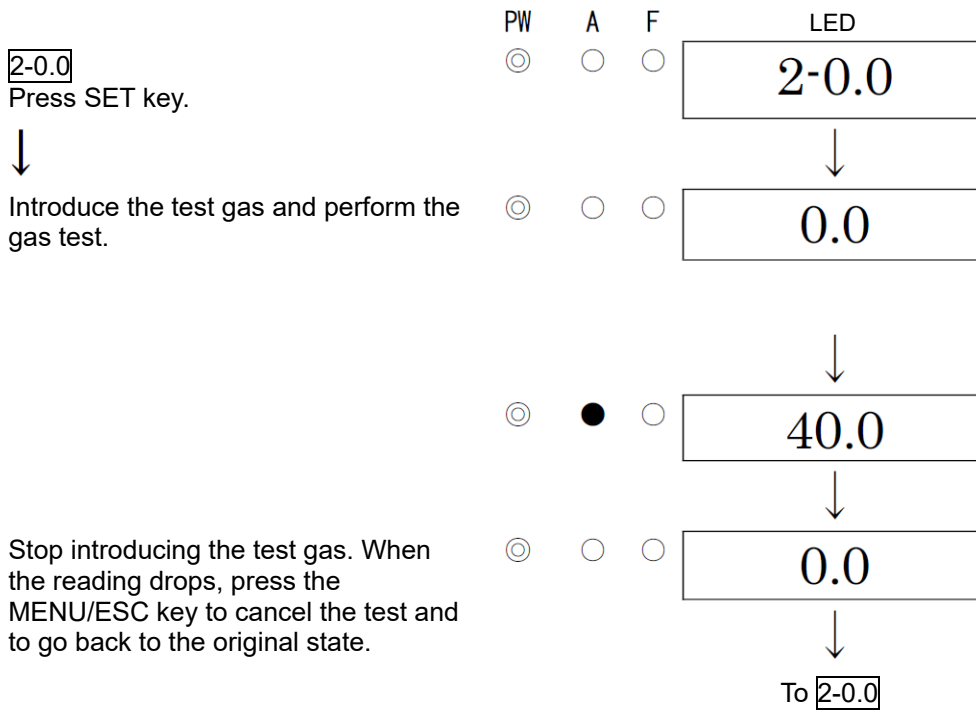 PW A F LED
2-0.0
Press SET key.
2-0.0
↓
Introduce the test gas and perform the
gas test.
0.0
40.0
Stop introducing the test gas. When
the reading drops, press the
MENU/ESC key to cancel the test and
to go back to the original state.
0.0
To 2-0.0